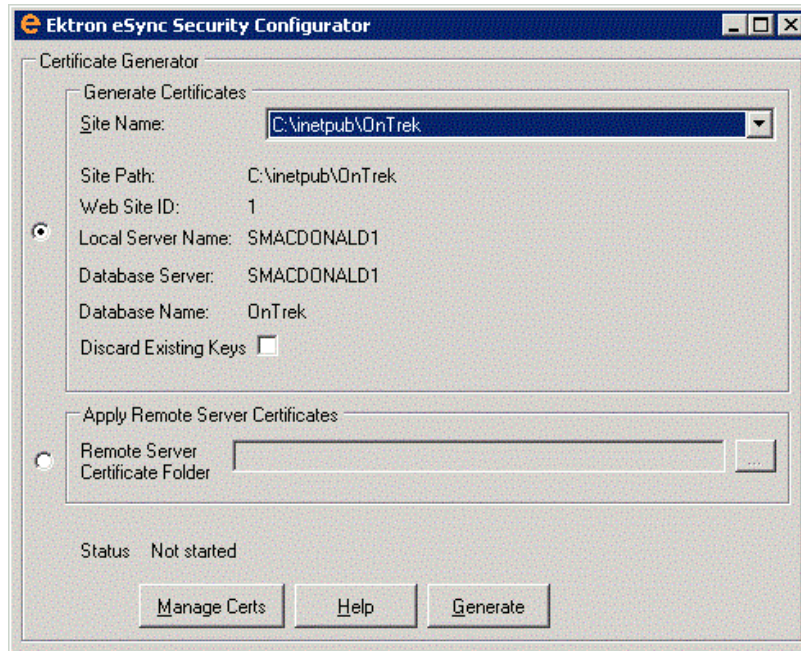 e Ektron eSync Security Configurator
Certificate Generator
Generate Certificates
Site Name: C:\inetpub\OnTrek
Site Path: C:\inetpub\OnTrek
Web Site ID: 1
Local Server Name: SMACDONALD1
Database Server: SMACDONALD1
Database Name: OnTrek
Discard Existing Keys
Apply Remote Server Certificates
Remote Server
Certificate Folder
...
Status Not started
Manage Certs Help Generate